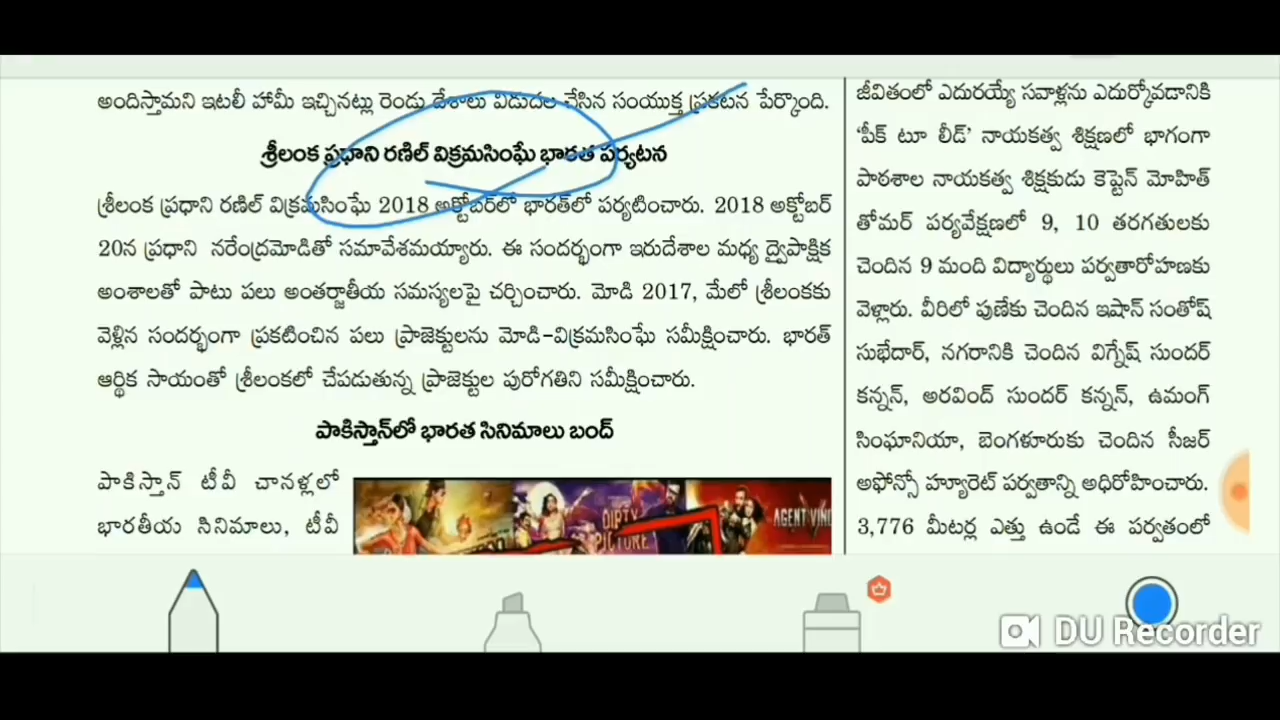 అందిస్తామని ఇటలీ హామీ ఇచ్చినట్లు రెండు దేశాలు విడుదల చేసిన సంయుక్త ప్రకటన పేర్కొంది.
శ్రీలంక ప్రధాని రణిల్ విక్రమసింఘే భారత పర్యటన
శ్రీలంక ప్రధాని రణిల్ విక్రమసింఘే 2018 అక్టోబర్‌లో భారత్‌లో పర్యటించారు. 2018 అక్టోబర్
20న ప్రధాని నరేంద్రమోడితో సమావేశమయ్యారు. ఈ సందర్భంగా ఇరుదేశాల మధ్య ద్వైపాక్షిక
అంశాలతో పాటు పలు అంతర్జాతీయ సమస్యలపై చర్చించారు. మోడి 2017, మేలో శ్రీలంకకు
వెళ్లిన సందర్భంగా ప్రకటించిన పలు ప్రాజెక్టులను మోడి-విక్రమసింఘే సమీక్షించారు. భారత్
ఆర్థిక సాయంతో శ్రీలంకలో చేపడుతున్న ప్రాజెక్టుల పురోగతిని సమీక్షించారు.
పాకిస్తాన్‌లో భారత సినిమాలు బంద్
పాకిస్తాన్ టీవీ చానళ్లలో
భారతీయ సినిమాలు, టీవీ
DIRTY
PICTURE
AGENT
జీవితంలో ఎదురయ్యే సవాళ్లను ఎదుర్కోవడానికి
'పీక్ టూ లీడ్' నాయకత్వ శిక్షణలో భాగంగా
పాఠశాల నాయకత్వ శిక్షకుడు కెప్టెన్ మోహిత్
తోమర్ పర్యవేక్షణలో 9, 10 తరగతులకు
చెందిన 9 మంది విద్యార్థులు పర్వతారోహణకు
వెళ్లారు. వీరిలో పుణేకు చెందిన ఇషాన్ సంతోష్
సుభేదార్, నగరానికి చెందిన విగ్నేష్ సుందర్
కన్నన్, అరవింద్ సుందర్ కన్నన్, ఉమంగ్
సింఘానియా, బెంగళూరుకు చెందిన సీజర్
అఫోన్సో హ్యూరెట్ పర్వతాన్ని అధిరోహించారు.
3,776 మీటర్ల ఎత్తు ఉండే ఈ పర్వతంలో
DU Recorder